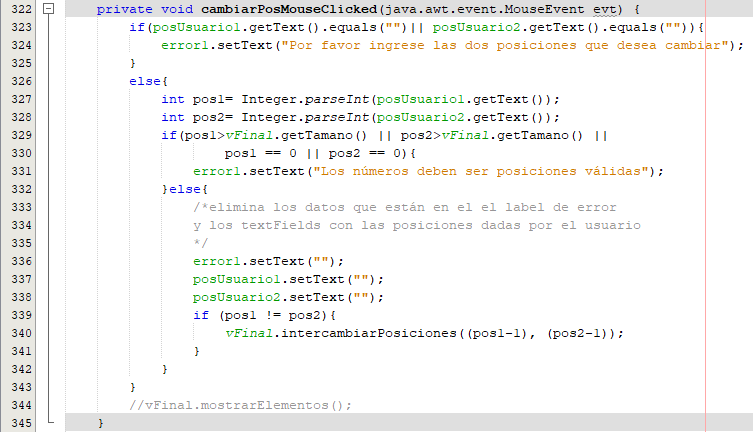 322 private void cambiarPosMouseClicked(java.awt.event.MouseEvent evt) {
323 if(posUsuario1.getText().equals("")|| posUsuario2.getText().equals("")){
324 error1.setText("Por favor ingrese las dos posiciones que desea cambiar");
325 }
326 else{
327 int pos1= Integer.parseInt(posUsuario1.getText());
328 int pos2= Integer.parseInt(posUsuario2.getText());
329 if(pos1>vFinal.getTamano() || pos2>vFinal.getTamano() ||
330 pos1 == 0 || pos2 == 0){
331 error1.setText("Los números deben ser posiciones válidas");
332 }else{
333 /*elimina los datos que están en el el label de error
334 y los textFields con las posiciones dadas por el usuario
335 */
336 error1.setText("");
337 posUsuario1.setText("");
338 posUsuario2.setText("");
339 if (pos1 != pos2){
340 vFinal.intercambiarPosiciones((pos1-1), (pos2-1));
341 }
342 }
343 }
344 //vFinal.mostrarElementos();
345 }